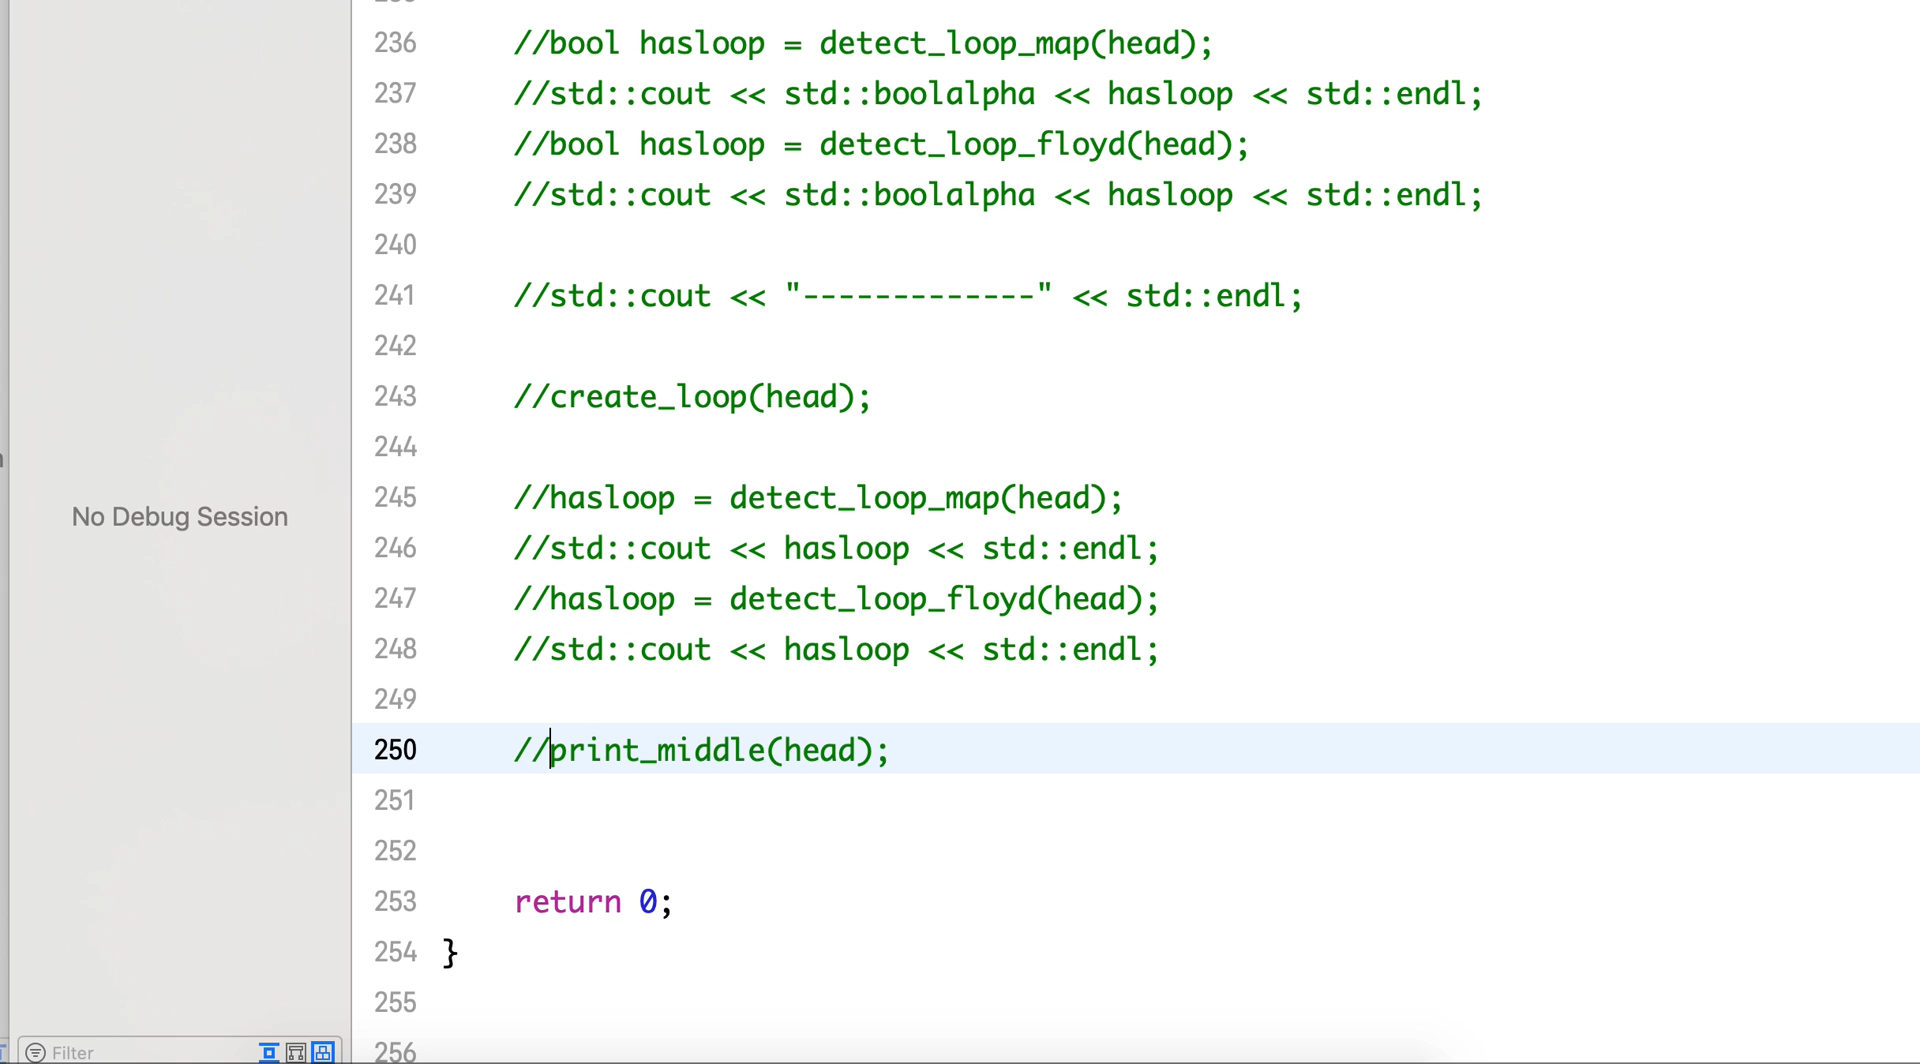 236 //bool hasloop = detect_loop_map(head);
237 //std::cout << std::boolalpha << hasloop << std::endl;
238 //bool hasloop = detect_loop_floyd(head);
239 //std::cout << std::boolalpha << hasloop << std::endl;
240
241 //std::cout << "-------------" << std::endl;
242
243 //create_loop(head);
244
245 //hasloop = detect_loop_map(head);
No Debug Session
246 //std::cout << hasloop << std::endl;
247 //hasloop = detect_loop_floyd(head);
248 //std::cout << hasloop << std::endl;
249
250 //print_middle(head);
251
252
253 return 0;
254 }
255
256
Filter